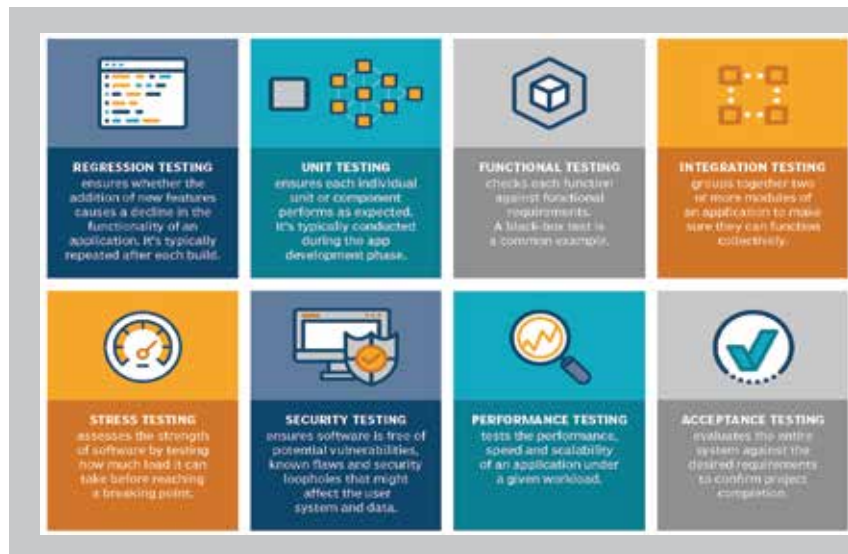 REGRESSION TESTING
ensures whether the
addition of new features
causes a decline in the
functionality of an
application. It's typically
repeated after each build.
UNIT TESTING
ensures each individual
unit or component
performs as expected.
It's typically conducted
during the app
development phase.
FUNCTIONAL TESTING
checks each function
against functional
requirements.
A black-box test is
a common example.
INTEGRATION TESTING
groups together two
or more modules of
an application to make
sure they can function
collectively.
STRESS TESTING
assesses the strength
of software by testing
how much load it can
take before reaching
a breaking point.
SECURITY TESTING
ensures software is free of
potential vulnerabilities,
known flaws and security
loopholes that might
affect the user
system and data.
PERFORMANCE TESTING
tests the performance,
speed and scalability
of an application under
a given workload.
ACCEPTANCE TESTING
evaluates the entire
system against the
desired requirements
to confirm project
completion.